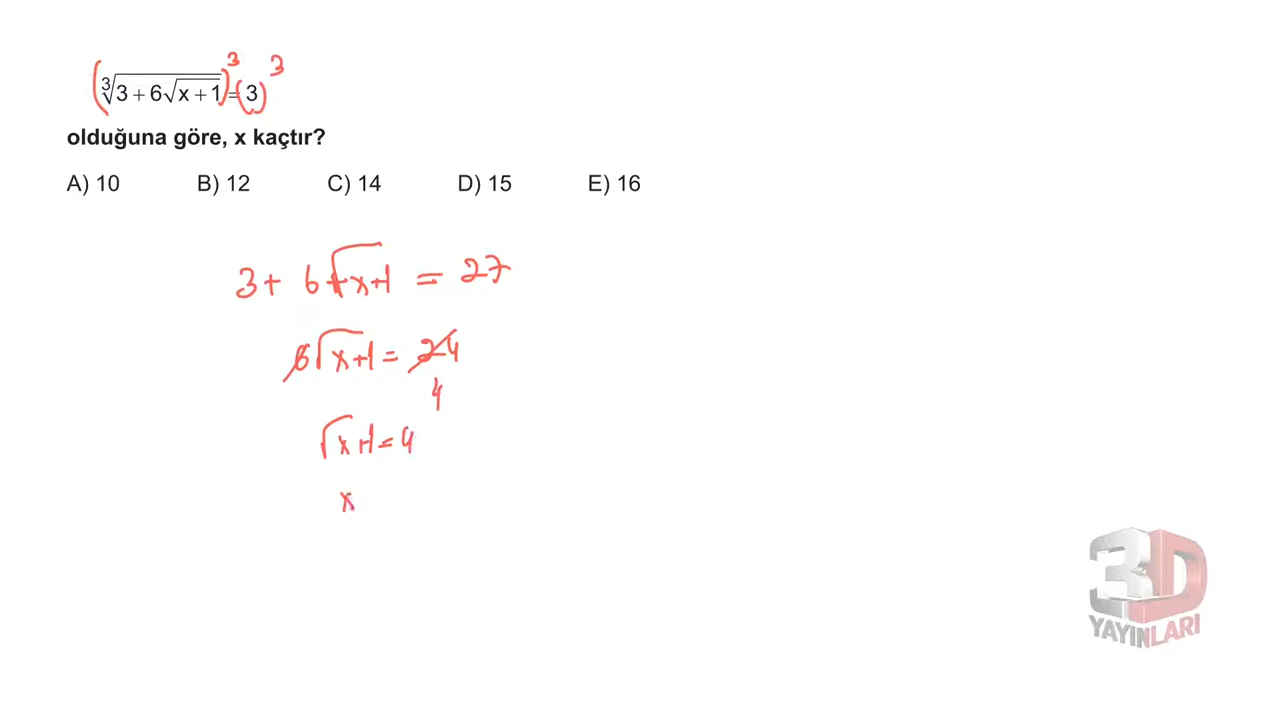 (∛(3 + 6√(x + 1)))³ = (3)³
olduğuna göre, x kaçtır?
A) 10 B) 12 C) 14 D) 15 E) 16
3 + 6√(x+1) = 27
6√(x+1) = 24
4
√(x+1) = 4
x
3D
YAYINLARI